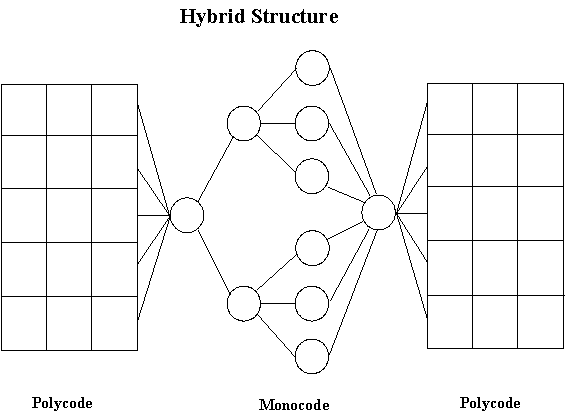 Hybrid Structure
Polycode
Monocode
Polycode